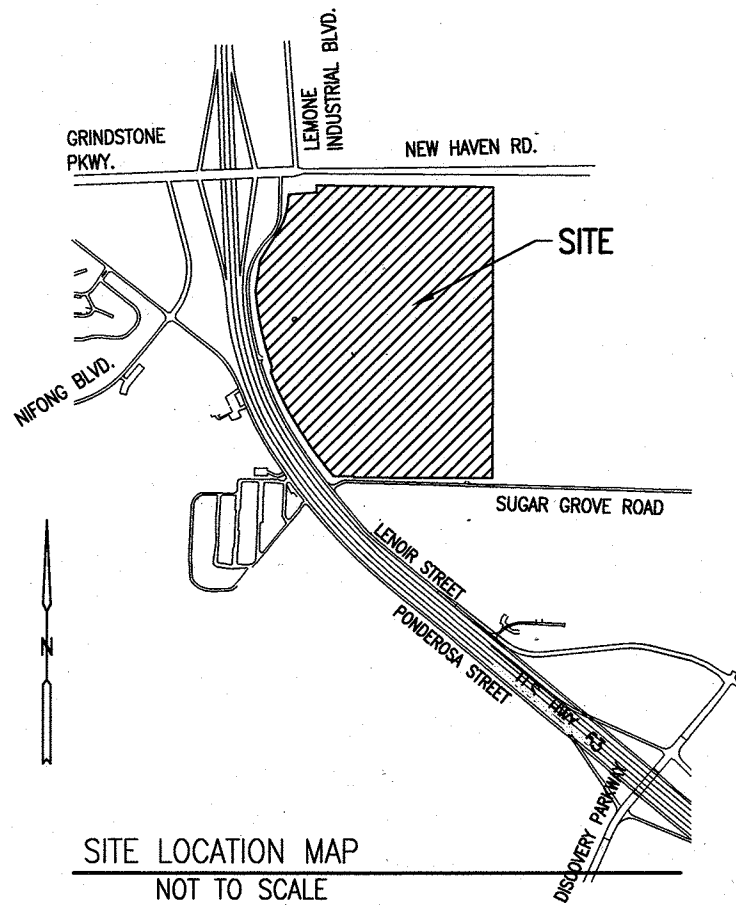 LEMONE
INDUSTRIAL BLVD.
GRINDSTONE
PKWY.
NEW HAVEN RD.
SITE
NIFONG BLVD.
SUGAR GROVE ROAD
LENOIR STREET
PONDEROSA STREET
N
U.S. HWY 63
DISCOVERY PARKWAY
SITE LOCATION MAP
NOT TO SCALE